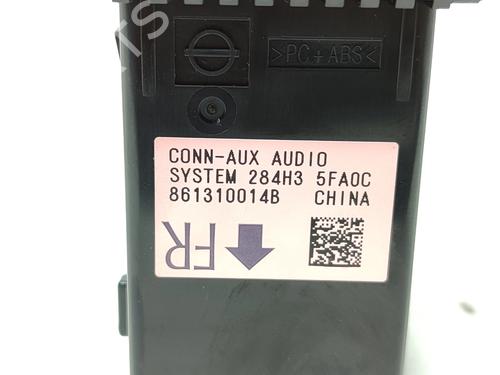 >PC+ABS<
CONN-AUX AUDIO
SYSTEM 284H3 5FA0C
861310014B CHINA
FR